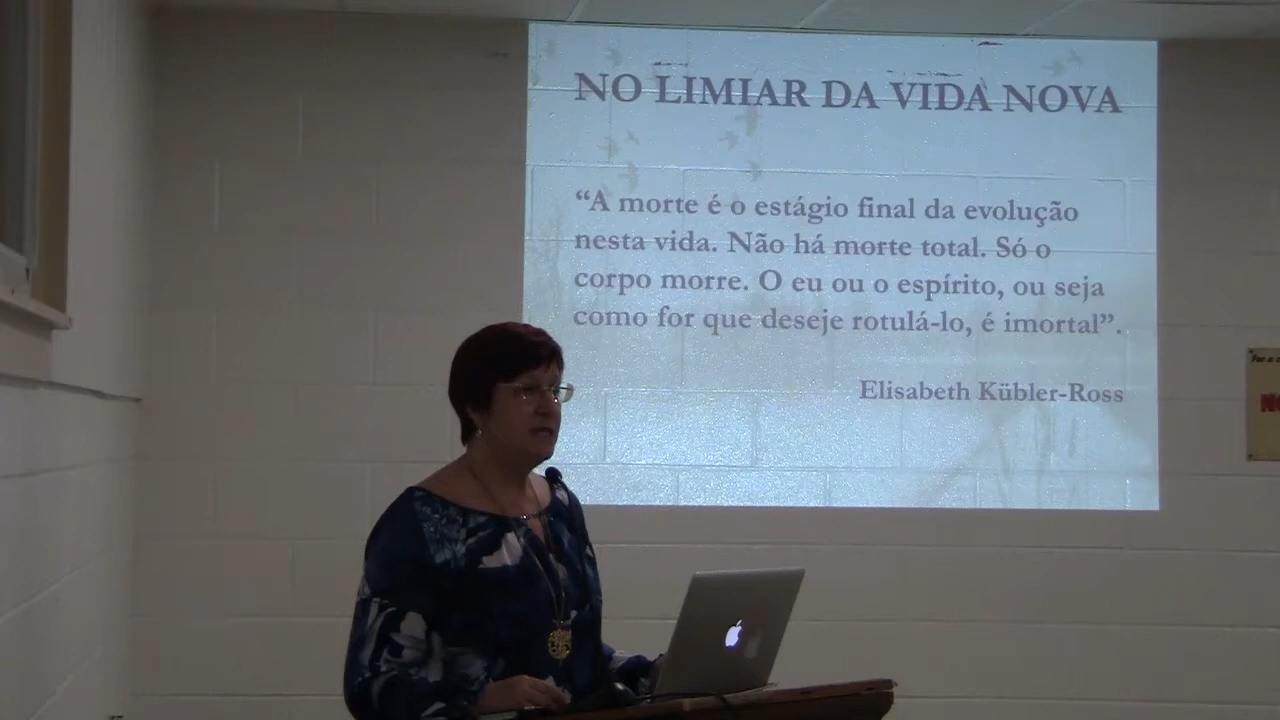 NO LIMIAR DA VIDA NOVA
“A morte é o estágio final da evolução
nesta vida. Não há morte total. Só o
corpo morre. O eu ou o espírito, ou seja
como for que deseje rotulá-lo, é imortal”.
Elisabeth Kübler-Ross